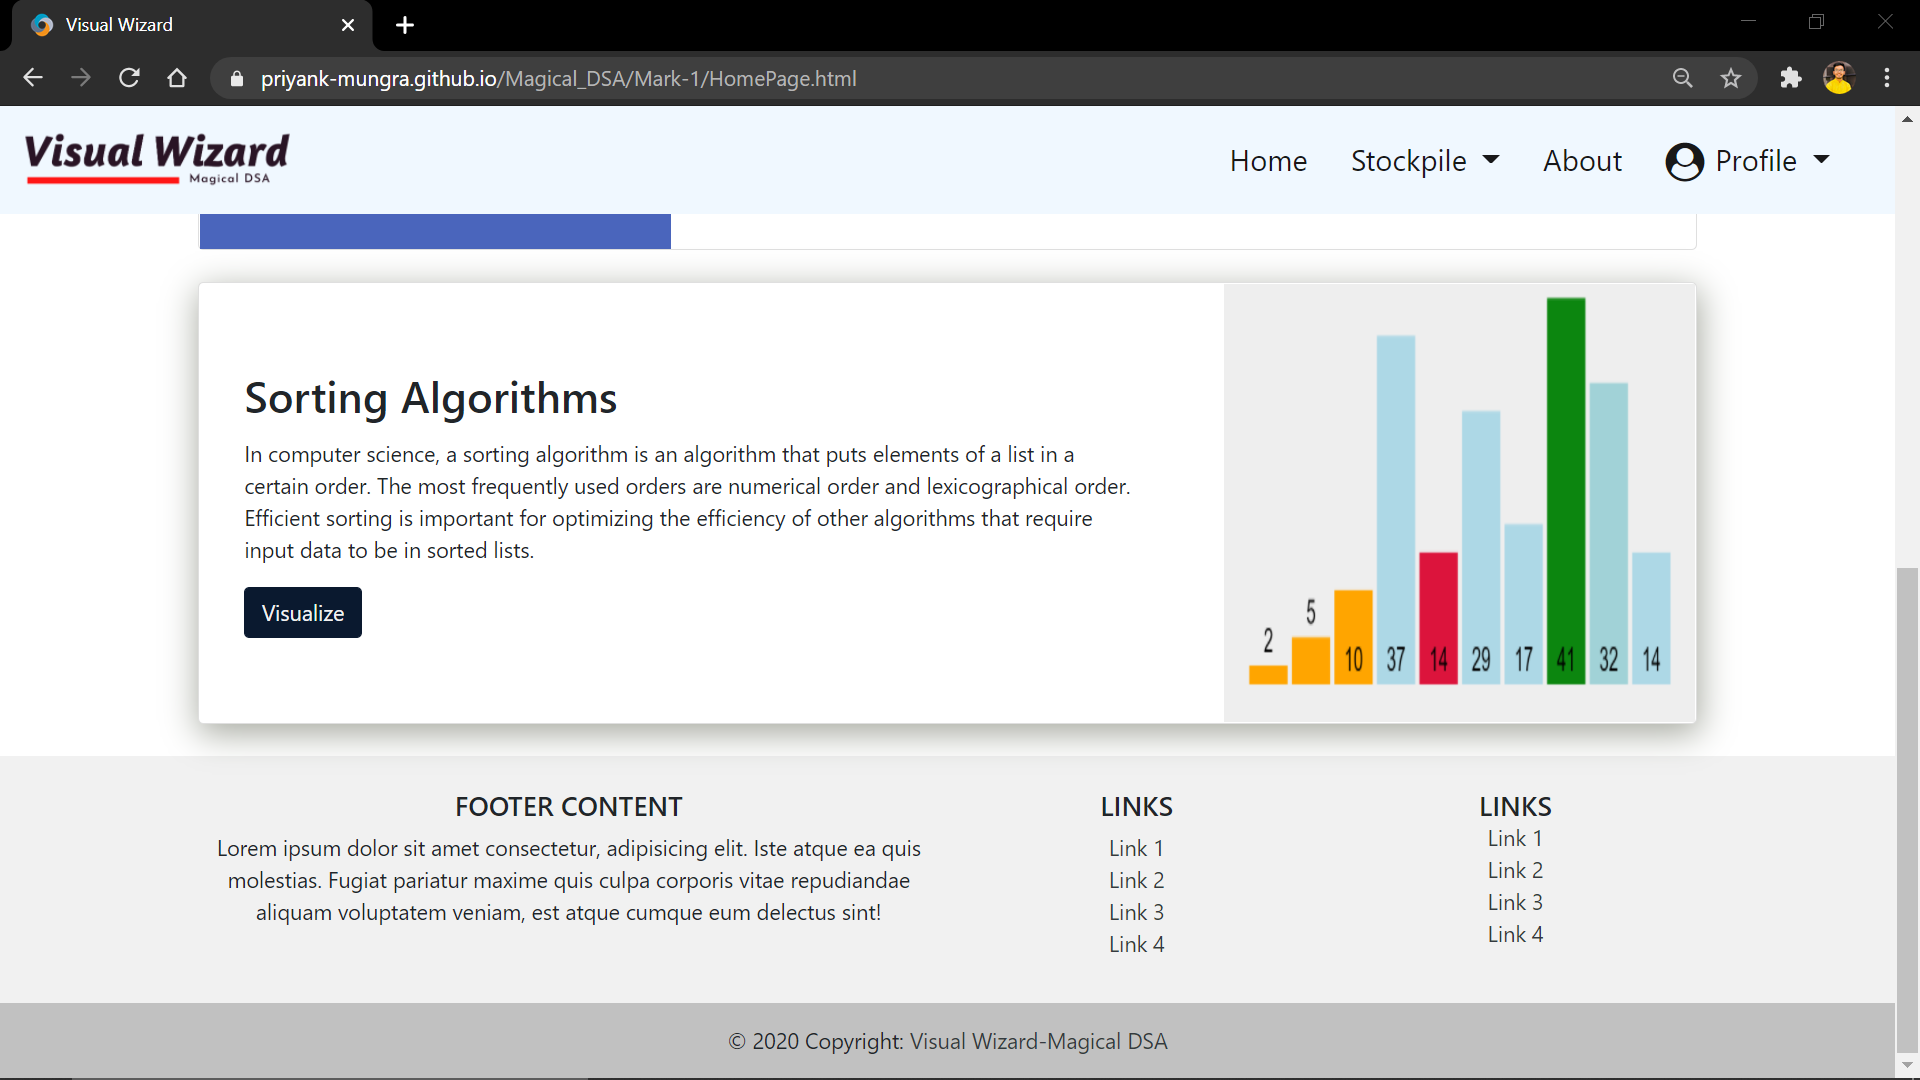 Visual Wizard
priyank-mungra.github.io/Magical_DSA/Mark-1/HomePage.html
Visual Wizard
Magical DSA
Home Stockpile About Profile
Sorting Algorithms
In computer science, a sorting algorithm is an algorithm that puts elements of a list in a
certain order. The most frequently used orders are numerical order and lexicographical order.
Efficient sorting is important for optimizing the efficiency of other algorithms that require
input data to be in sorted lists.
Visualize
2 5 10 37 14 29 17 41 32 14
FOOTER CONTENT
Lorem ipsum dolor sit amet consectetur, adipisicing elit. Iste atque ea quis
molestias. Fugiat pariatur maxime quis culpa corporis vitae repudiandae
aliquam voluptatem veniam, est atque cumque eum delectus sint!
LINKS
Link 1
Link 2
Link 3
Link 4
LINKS
Link 1
Link 2
Link 3
Link 4
© 2020 Copyright: Visual Wizard-Magical DSA